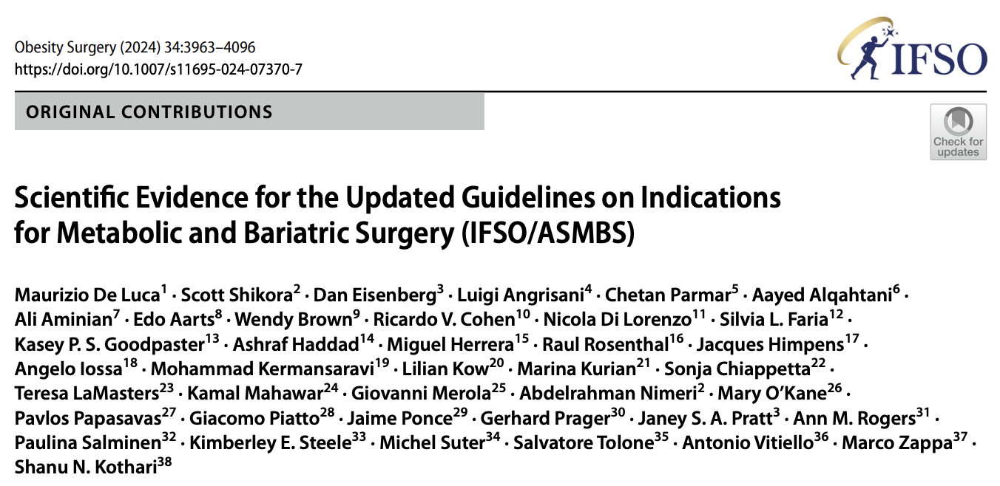 Obesity Surgery (2024) 34:3963–4096
https://doi.org/10.1007/s11695-024-07370-7
IFSO
ORIGINAL CONTRIBUTIONS
Check for
updates
Scientific Evidence for the Updated Guidelines on Indications
for Metabolic and Bariatric Surgery (IFSO/ASMBS)
Maurizio De Luca1 · Scott Shikora2 · Dan Eisenberg3 · Luigi Angrisani4 · Chetan Parmar5 · Aayed Alqahtani6 ·
Ali Aminian7 · Edo Aarts8 · Wendy Brown9 · Ricardo V. Cohen10 · Nicola Di Lorenzo11 · Silvia L. Faria12 ·
Kasey P. S. Goodpaster13 · Ashraf Haddad14 · Miguel Herrera15 · Raul Rosenthal16 · Jacques Himpens17 ·
Angelo Iossa18 · Mohammad Kermansaravi19 · Lilian Kow20 · Marina Kurian21 · Sonja Chiappetta22 ·
Teresa LaMasters23 · Kamal Mahawar24 · Giovanni Merola25 · Abdelrahman Nimeri2 · Mary O’Kane26 ·
Pavlos Papasavas27 · Giacomo Piatto28 · Jaime Ponce29 · Gerhard Prager30 · Janey S. A. Pratt3 · Ann M. Rogers31 ·
Paulina Salminen32 · Kimberley E. Steele33 · Michel Suter34 · Salvatore Tolone35 · Antonio Vitiello36 · Marco Zappa37 ·
Shanu N. Kothari38